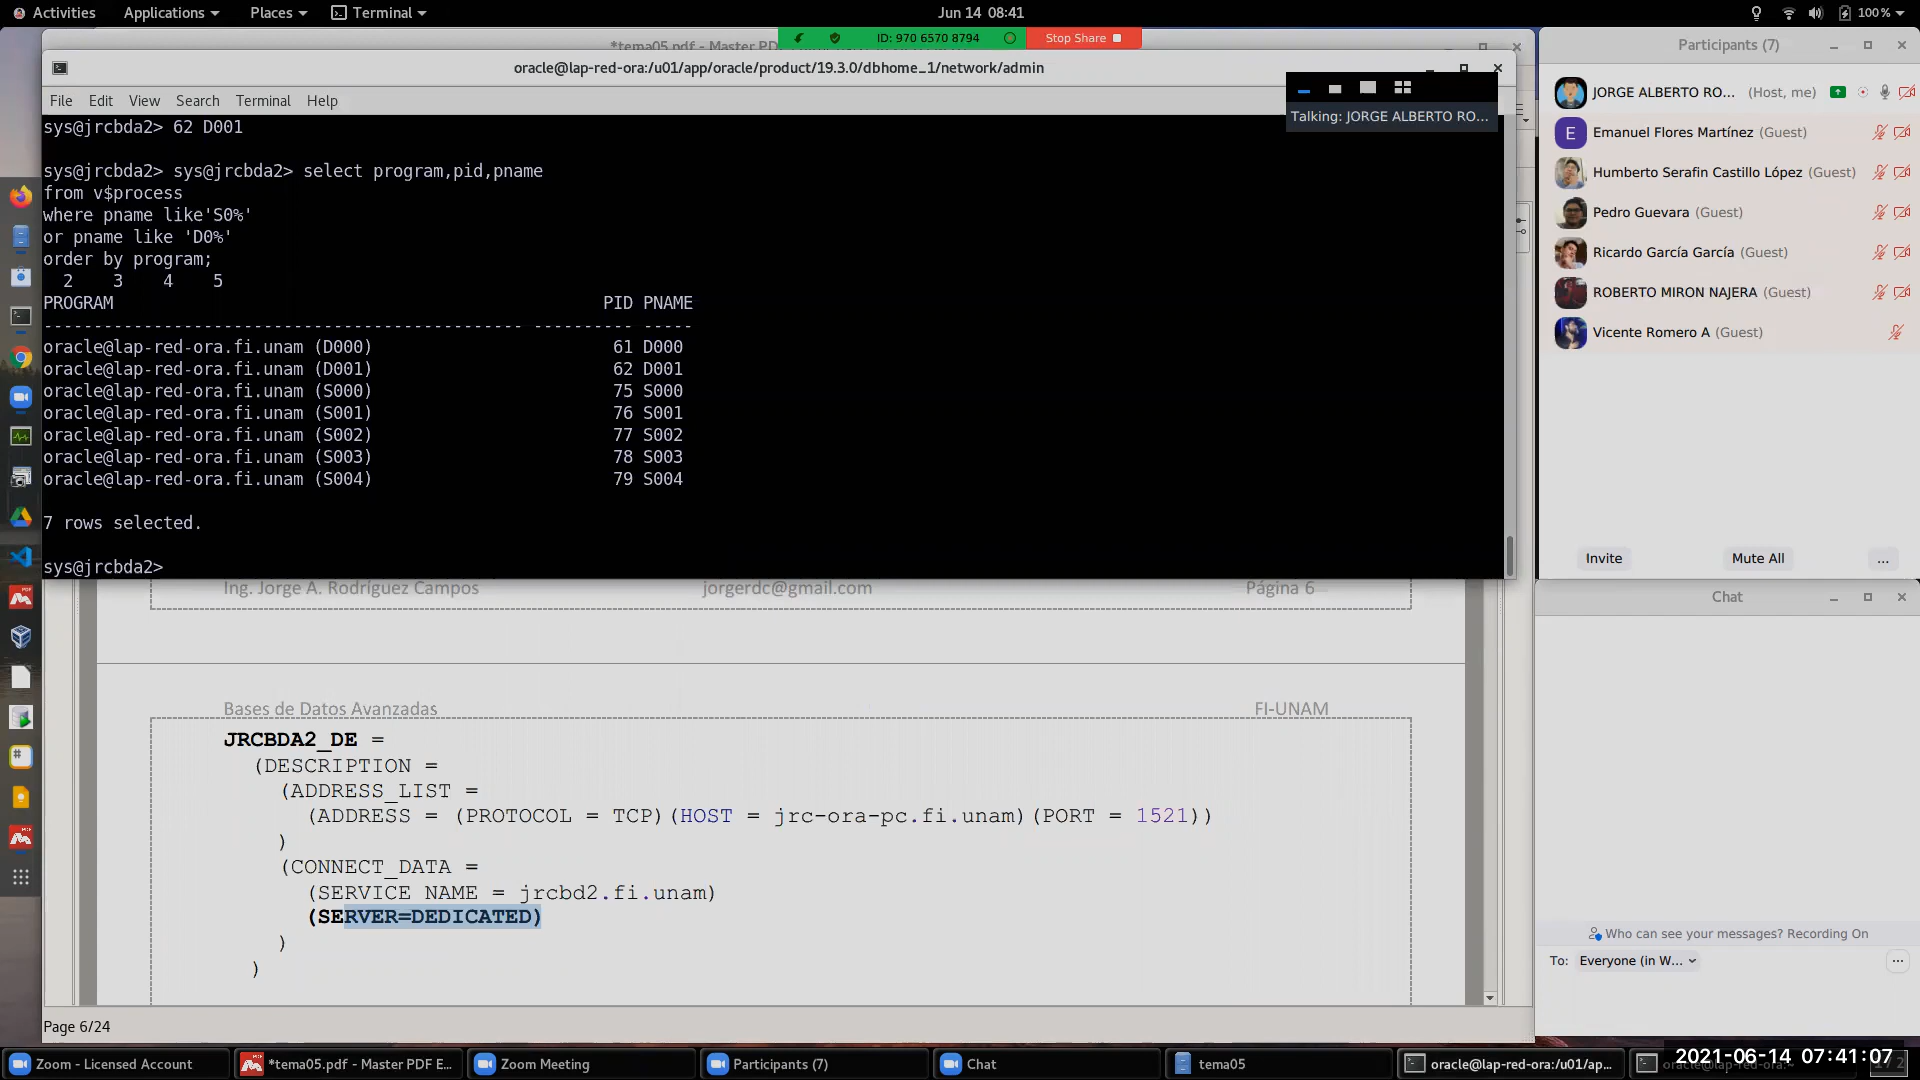 Activities
Applications
Places
Terminal
Jun 14 08:41
100%
*tema05.pdf - Master PD
ID: 970 6570 8794
Stop Share
oracle@lap-red-ora:/u01/app/oracle/product/19.3.0/dbhome_1/network/admin
File Edit View Search Terminal Help
Talking: JORGE ALBERTO RO...
sys@jrcbda2> 62 D001
sys@jrcbda2> sys@jrcbda2> select program,pid,pname
from v$process
where pname like'S0%'
or pname like 'D0%'
order by program;
2 3 4 5
PROGRAM PID PNAME
------------------------------------------------ ---------- -----
oracle@lap-red-ora.fi.unam (D000) 61 D000
oracle@lap-red-ora.fi.unam (D001) 62 D001
oracle@lap-red-ora.fi.unam (S000) 75 S000
oracle@lap-red-ora.fi.unam (S001) 76 S001
oracle@lap-red-ora.fi.unam (S002) 77 S002
oracle@lap-red-ora.fi.unam (S003) 78 S003
oracle@lap-red-ora.fi.unam (S004) 79 S004
7 rows selected.
sys@jrcbda2>
Ing. Jorge A. Rodríguez Campos jorgerdc@gmail.com Página 6
Bases de Datos Avanzadas FI-UNAM
JRCBDA2_DE =
(DESCRIPTION =
(ADDRESS_LIST =
(ADDRESS = (PROTOCOL = TCP)(HOST = jrc-ora-pc.fi.unam)(PORT = 1521))
)
(CONNECT_DATA =
(SERVICE_NAME = jrcbd2.fi.unam)
(SERVER=DEDICATED)
)
)
Page 6/24
Participants (7)
JORGE ALBERTO RO... (Host, me)
E
Emanuel Flores Martínez (Guest)
Humberto Serafin Castillo López (Guest)
Pedro Guevara (Guest)
Ricardo García García (Guest)
ROBERTO MIRON NAJERA (Guest)
Vicente Romero A (Guest)
Invite
Mute All
...
Chat
Who can see your messages? Recording On
To: Everyone (in W...
...
Zoom - Licensed Account
*tema05.pdf - Master PDF E...
Zoom Meeting
Participants (7)
Chat
tema05
oracle@lap-red-ora:/u01/ap...
2021-06-14 07:41:07